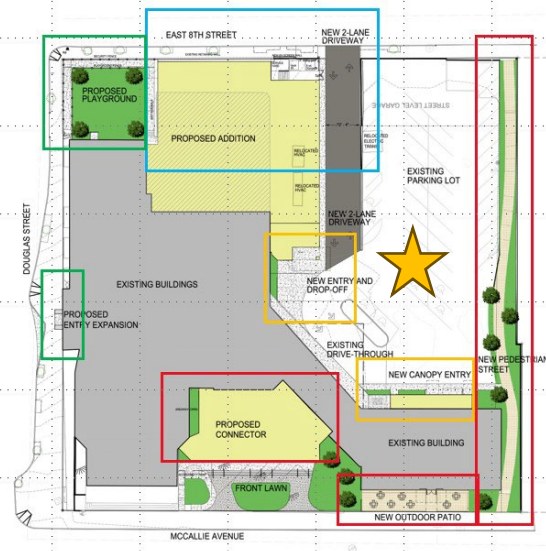 EAST 8TH STREET
NEW 2-LANE
DRIVEWAY
PROPOSED
PLAYGROUND
STREET LEVEL GARAGE
PROPOSED ADDITION
RELOCATED
HVAC
RELOCATED
ELECTRIC
TRANS
RELOCATED
HVAC
EXISTING
PARKING LOT
DOUGLAS STREET
NEW 2-LANE
DRIVEWAY
EXISTING BUILDINGS
NEW ENTRY AND
DROP-OFF
PROPOSED
ENTRY EXPANSION
EXISTING
DRIVE-THROUGH
NEW PEDESTRIAN
STREET
NEW CANOPY ENTRY
PROPOSED
CONNECTOR
EXISTING BUILDING
FRONT LAWN
NEW OUTDOOR PATIO
MCCALLIE AVENUE